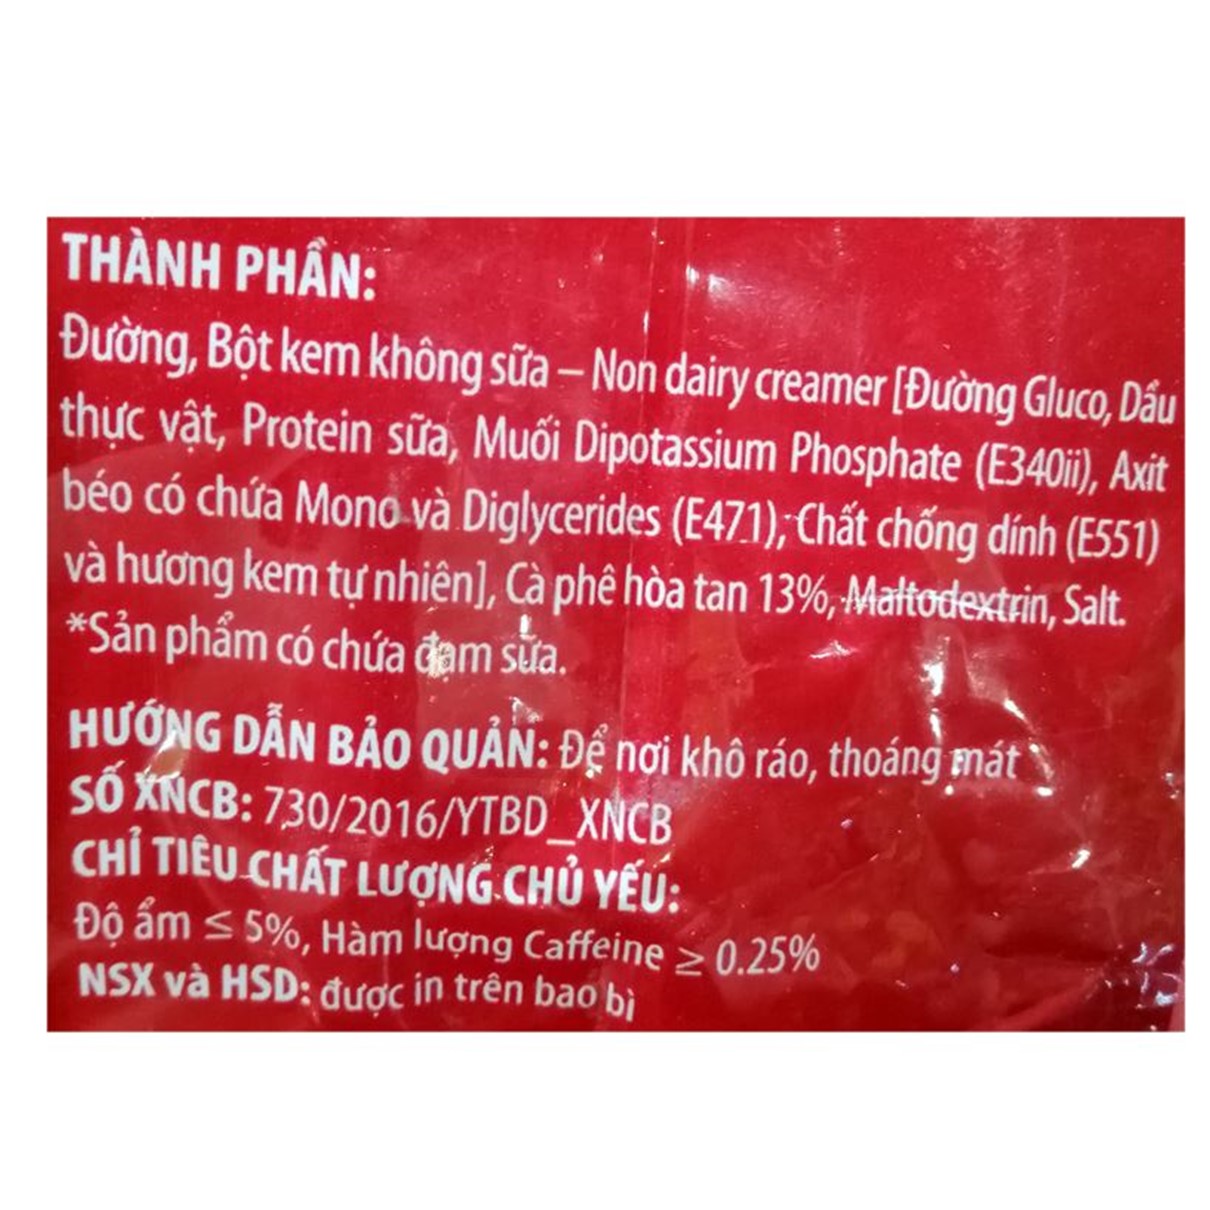 THÀNH PHẦN:
Đường, Bột kem không sữa – Non dairy creamer [Đường Gluco, Dầu
thực vật, Protein sữa, Muối Dipotassium Phosphate (E340ii), Axit
béo có chứa Mono và Diglycerides (E471), Chất chống dính (E551)
và hương kem tự nhiên], Cà phê hòa tan 13%, Maltodextrin, Salt.
*Sản phẩm có chứa đạm sữa.
HƯỚNG DẪN BẢO QUẢN: Để nơi khô ráo, thoáng mát
SỐ XNCB: 730/2016/YTBD_XNCB
CHỈ TIÊU CHẤT LƯỢNG CHỦ YẾU:
Độ ẩm ≤ 5%, Hàm lượng Caffeine ≥ 0.25%
NSX và HSD: được in trên bao bì